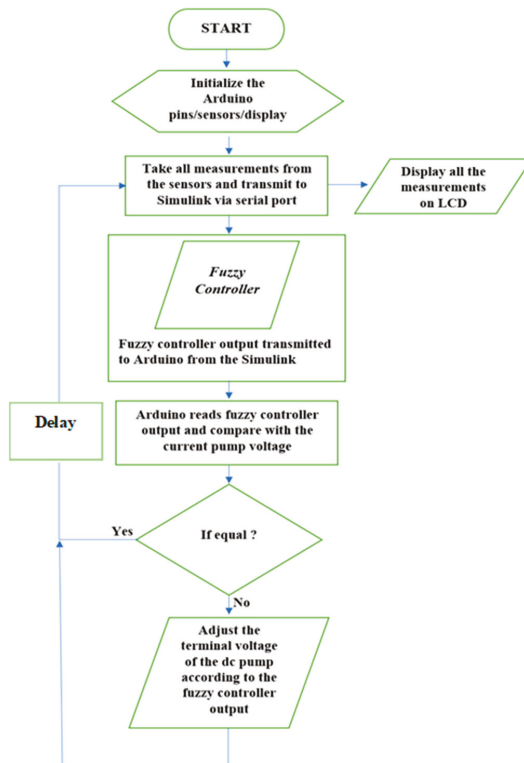 START
Initialize the
Arduino
pins/sensors/display
Take all measurements from
the sensors and transmit to
Simulink via serial port
Display all the
measurements
on LCD
Fuzzy
Controller
Fuzzy controller output transmitted
to Arduino from the Simulink
Delay
Arduino reads fuzzy controller
output and compare with the
current pump voltage
Yes
If equal ?
No
Adjust the
terminal voltage
of the dc pump
according to the
fuzzy controller
output